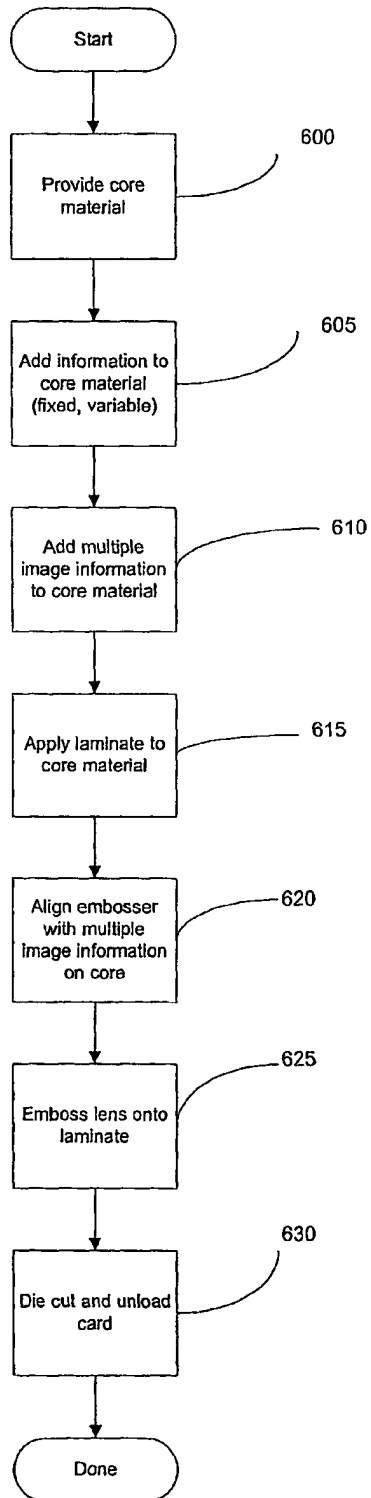 Start
600
Provide core
material
605
Add information to
core material
(fixed, variable)
610
Add multiple
image information
to core material
615
Apply laminate to
core material
620
Align embosser
with multiple
image information
on core
625
Emboss lens onto
laminate
630
Die cut and unload
card
Done